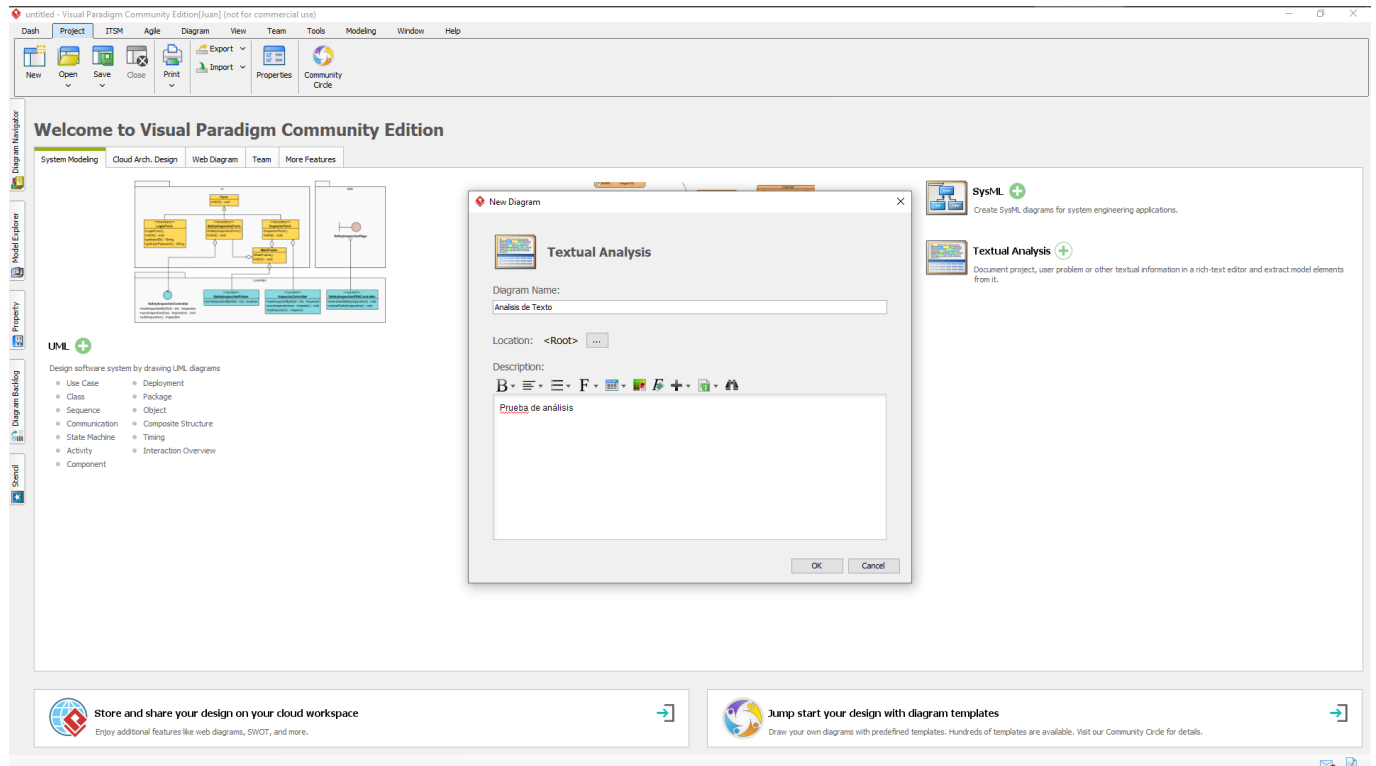 untitled - Visual Paradigm Community Edition[Juan] (not for commercial use)
Dash Project ITSM Agile Diagram View Team Tools Modeling Window Help
New Open Save Close Print Export Import Properties Community Circle
Diagram Navigator
Model Explorer
Property
Diagram Backlog
Stencil
Welcome to Visual Paradigm Community Edition
System Modeling Cloud Arch. Design Web Diagram Team More Features
UML
Design software system by drawing UML diagrams
Use Case Deployment
Class Package
Sequence Object
Communication Composite Structure
State Machine Timing
Activity Interaction Overview
Component
New Diagram
Textual Analysis
Diagram Name:
Analisis de Texto
Location: <Root> ...
Description:
Prueba de análisis
OK Cancel
SysML
Create SysML diagrams for system engineering applications.
Textual Analysis
Document project, user problem or other textual information in a rich-text editor and extract model elements
from it.
Store and share your design on your cloud workspace
Enjoy additional features like web diagrams, SWOT, and more.
Jump start your design with diagram templates
Draw your own diagrams with predefined templates. Hundreds of templates are available. Visit our Community Circle for details.